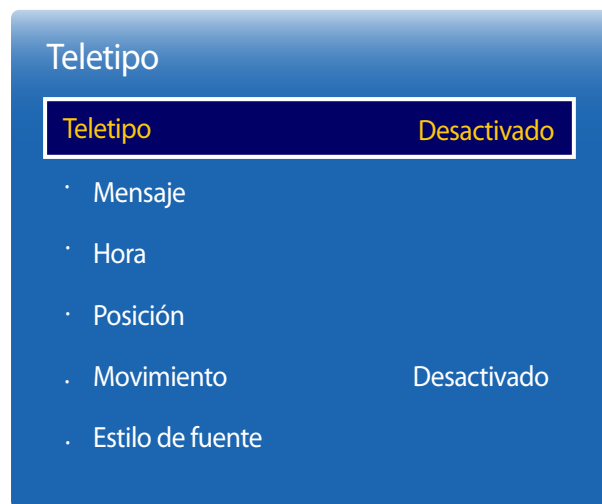 Teletipo
Teletipo Desactivado
· Mensaje
· Hora
· Posición
· Movimiento Desactivado
· Estilo de fuente